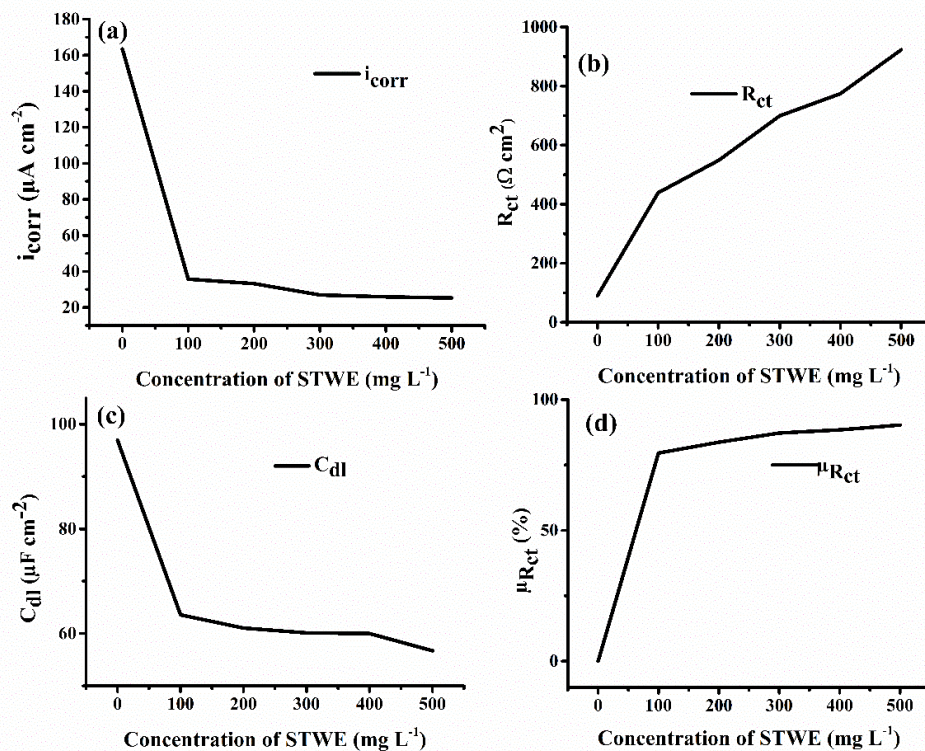 (a)
i_corr
i_corr (µA cm⁻²)
180
160
140
120
100
80
60
40
20
0 100 200 300 400 500
Concentration of STWE (mg L⁻¹)
(b)
R_ct
R_ct (Ω cm²)
1000
800
600
400
200
0
0 100 200 300 400 500
Concentration of STWE (mg L⁻¹)
(c)
C_dl
C_dl (µF cm⁻²)
100
80
60
0 100 200 300 400 500
Concentration of STWE (mg L⁻¹)
(d)
µ_Rct
µ_Rct (%)
100
50
0
0 100 200 300 400 500
Concentration of STWE (mg L⁻¹)